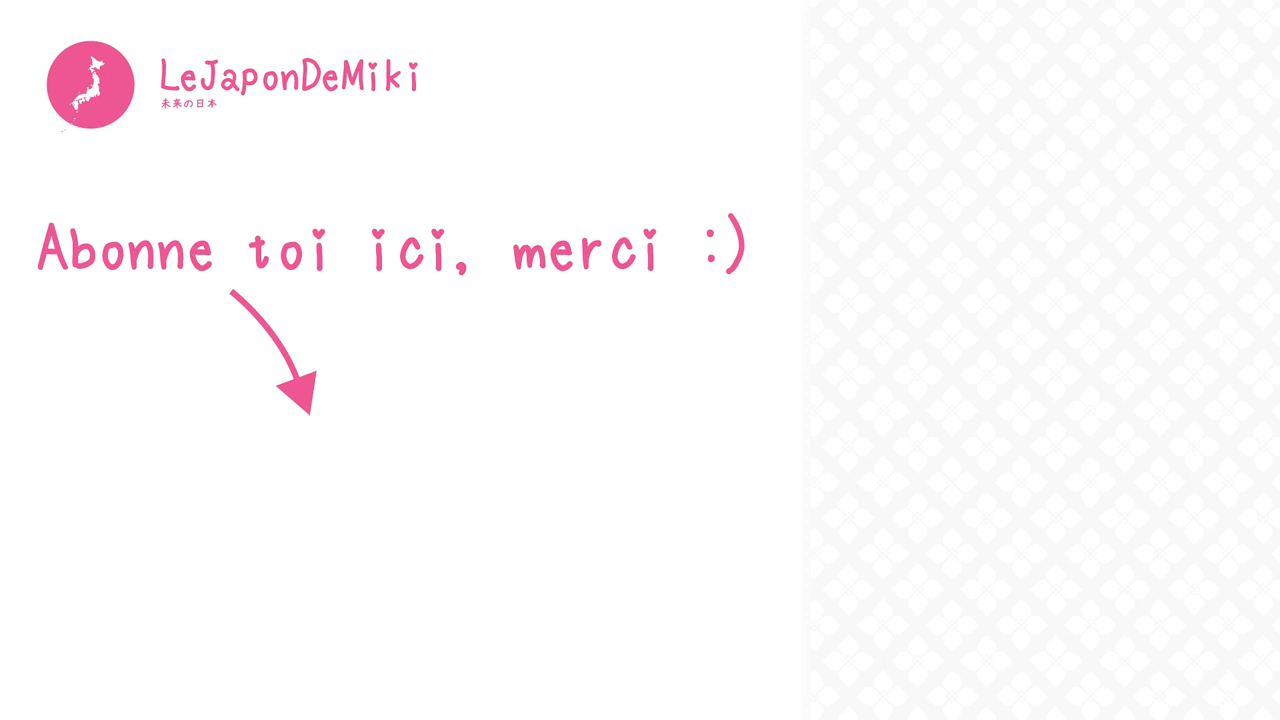 LeJaponDeMiki
未来の日本
Abonne toi ici, merci :)